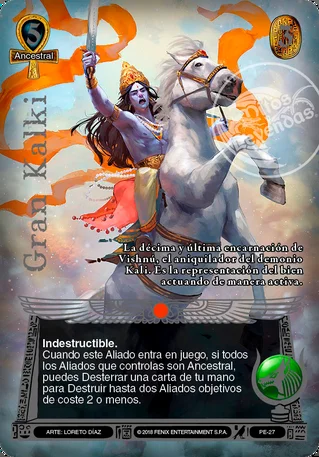 3
3
Ancestral
Gran Kalki
La décima y última encarnación de
Vishnú, el aniquilador del demonio
Kali. Es la representación del bien
actuando de manera activa.
Indestructible.
Cuando este Aliado entra en juego, si todos
los Aliados que controlas son Ancestral,
puedes Desterrar una carta de tu mano
para Destruir hasta dos Aliados objetivos
de coste 2 o menos.
ARTE: LORETO DÍAZ
©2018 FENIX ENTERTAINMENT S.P.A.
PE-27